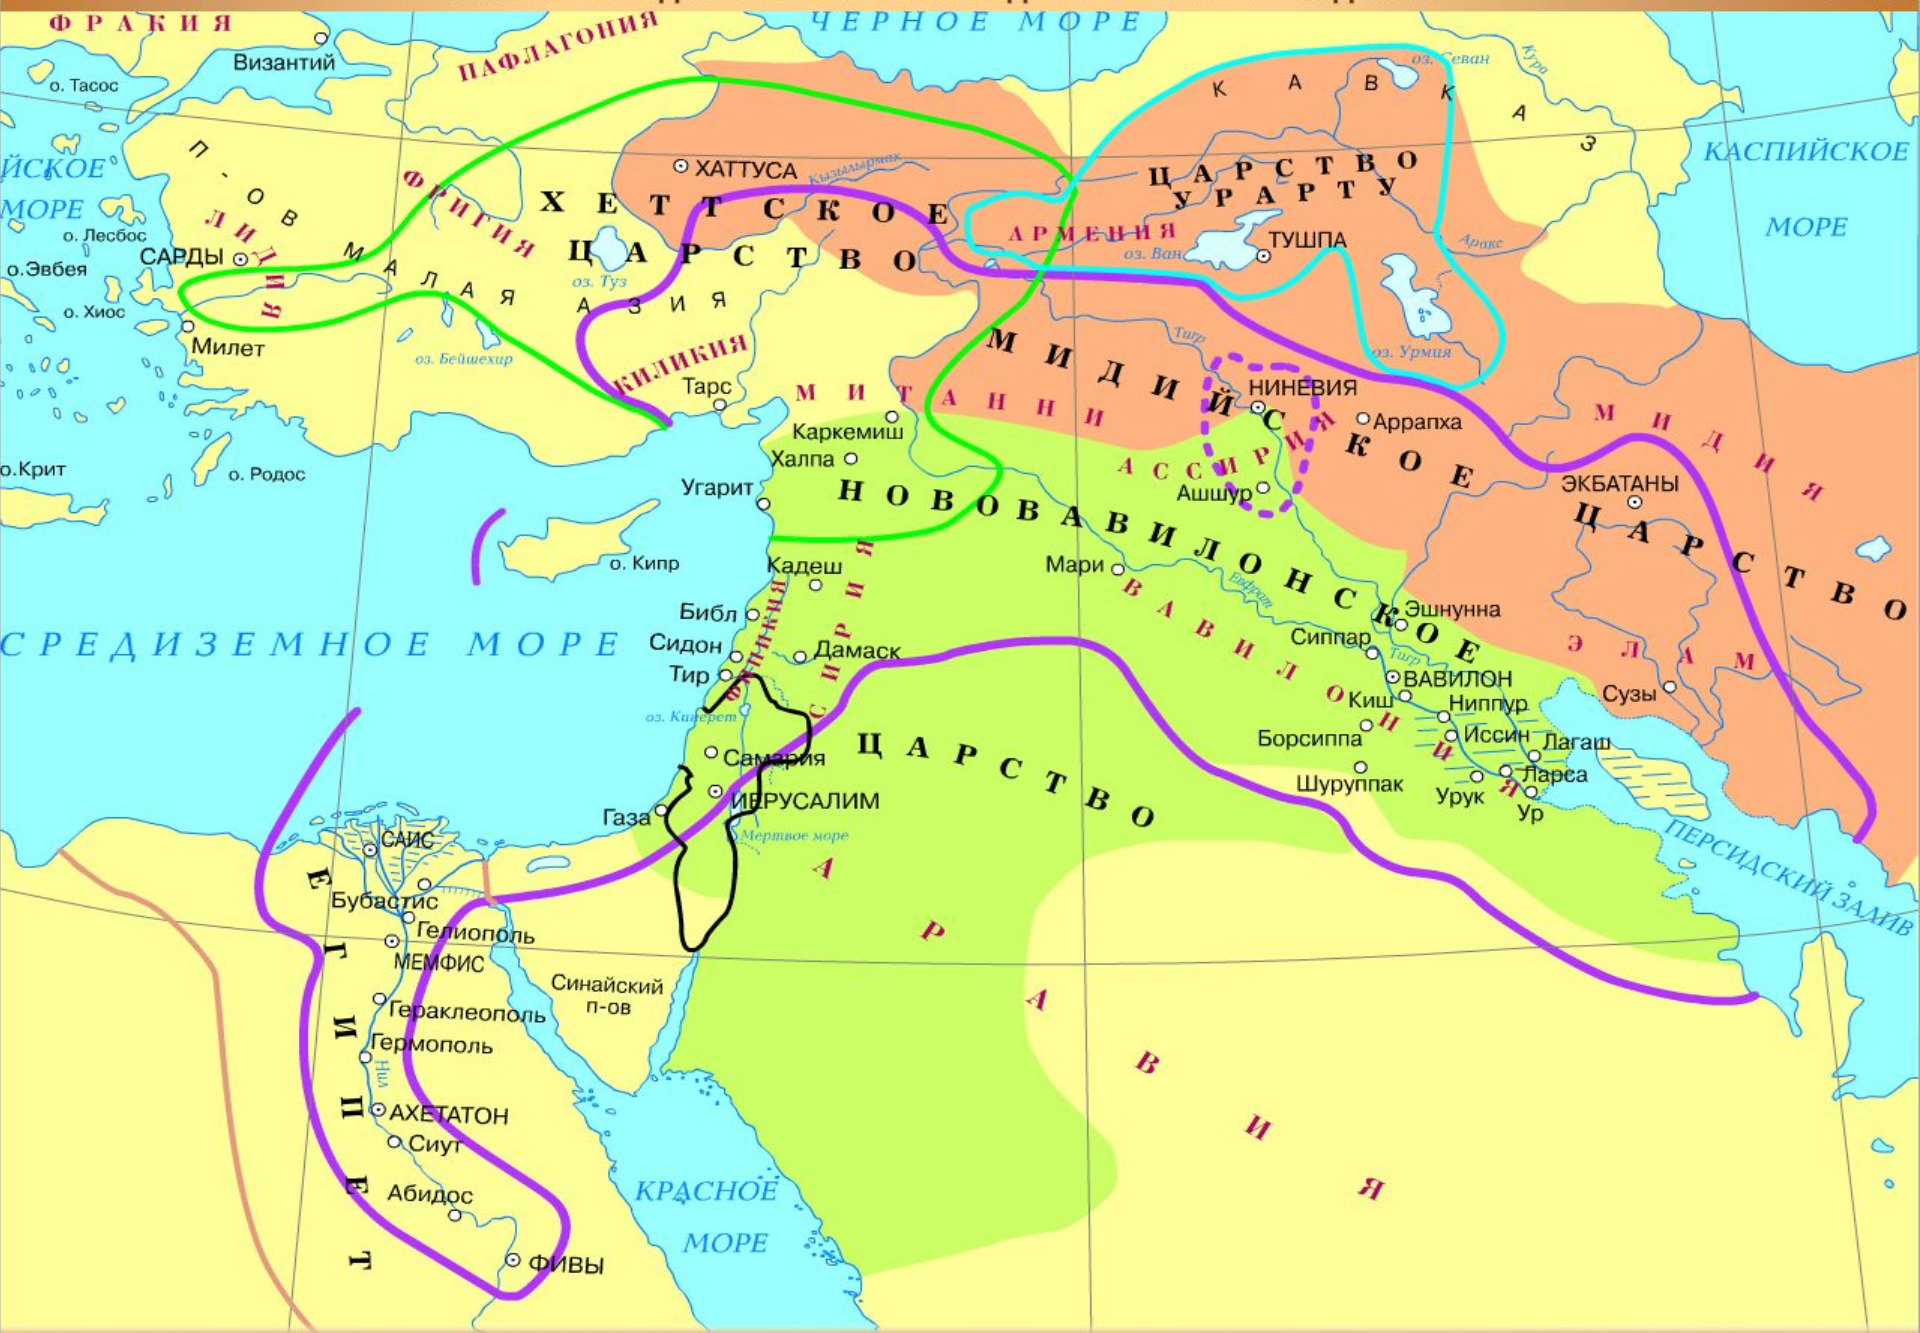 ФРАКИЯ
ПАФЛАГОНИЯ
ЧЕРНОЕ МОРЕ
Византий
о. Тасос
оз. Севан
Кура
КАВКАЗ
КАСПИЙСКОЕ
МОРЕ
ЙСКОЕ
МОРЕ
П-ОВ МАЛАЯ АЗИЯ
ФРИГИЯ
ЛИДИЯ
ХАТТУСА
Кызылырмак
ХЕТТСКОЕ
ЦАРСТВО
ЦАРСТВО
УРАРТУ
АРМЕНИЯ
ТУШПА
оз. Ван
Аракс
о. Лесбос
САРДЫ
о.Эвбея
о. Хиос
Милет
оз. Туз
оз. Бейшехир
КИЛИКИЯ
Тарс
оз. Урмия
Тигр
МИДИЙСКОЕ ЦАРСТВО
МИТАННИ
НИНЕВИЯ
Аррапха
МИДИЯ
АССИРИЯ
Ашшур
ЭКБАТАНЫ
Каркемиш
Халпа
Угарит
о.Крит
о. Родос
о. Кипр
НОВОВАВИЛОНСКОЕ
ЦАРСТВО
Кадеш
Мари
Евфрат
ВАВИЛОНИЯ
Библ
Сидон
Тир
Дамаск
ФИНИКИЯ
СИРИЯ
СРЕДИЗЕМНОЕ МОРЕ
Эшнунна
Сиппар
Тигр
ВАВИЛОН
Киш
Ниппур
Борсиппа
Иссин
Лагаш
Шуруппак
Урук
Ларса
Ур
ЭЛАМ
Сузы
оз. Кинерет
Самария
ИЕРУСАЛИМ
Газа
Мертвое море
ПЕРСИДСКИЙ ЗАЛИВ
АРАВИЯ
САИС
Бубастис
Гелиополь
МЕМФИС
Гераклеополь
Гермополь
Нил
АХЕТАТОН
Сиут
Абидос
ФИВЫ
ЕГИПЕТ
Синайский
п-ов
КРАСНОЕ
МОРЕ